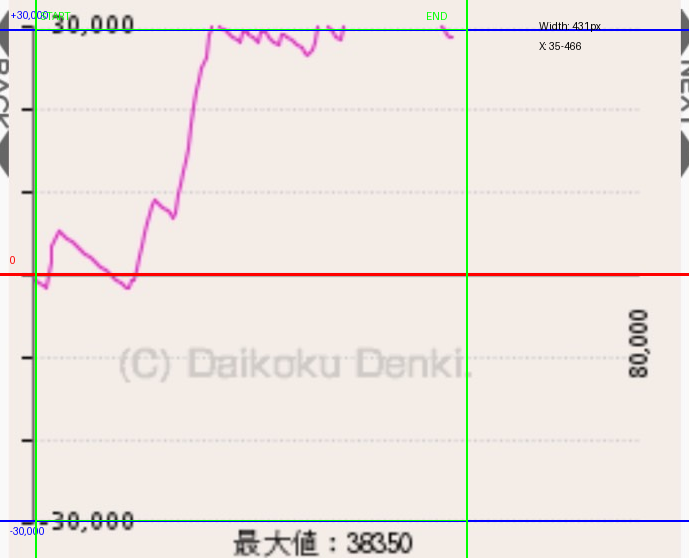 +30,000
START
30,000
END
Width: 431px
X: 35-466
BACK
NEXT
0
80,000
(C) Daikoku Denki.
-30,000
-30,000
最大値：38350